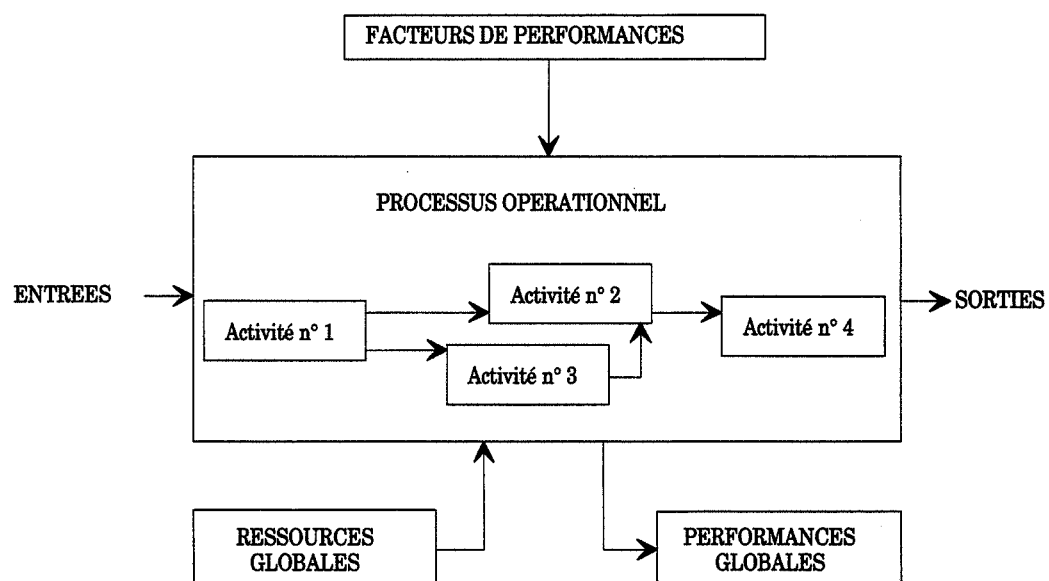 FACTEURS DE PERFORMANCES
PROCESSUS OPERATIONNEL
ENTREES
Activité n° 1
Activité n° 2
Activité n° 3
Activité n° 4
SORTIES
RESSOURCES
GLOBALES
PERFORMANCES
GLOBALES